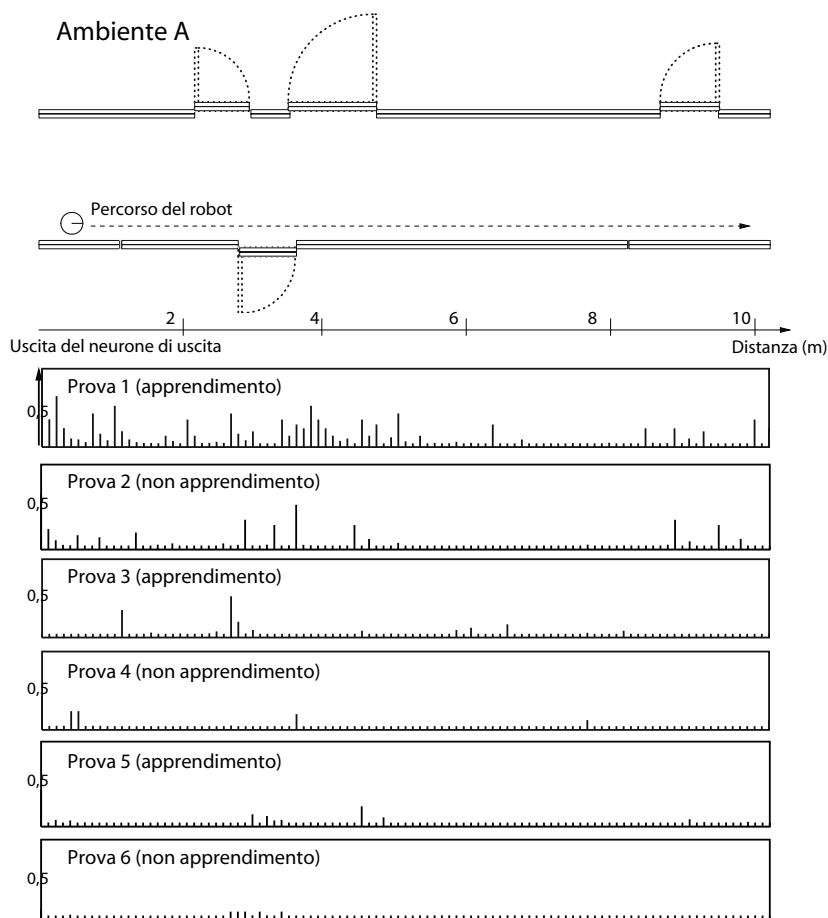 Ambiente A
Percorso del robot
2 4 6 8 10
Uscita del neurone di uscita
Distanza (m)
Prova 1 (apprendimento)
0,5
Prova 2 (non apprendimento)
0,5
Prova 3 (apprendimento)
0,5
Prova 4 (non apprendimento)
0,5
Prova 5 (apprendimento)
0,5
Prova 6 (non apprendimento)
0,5